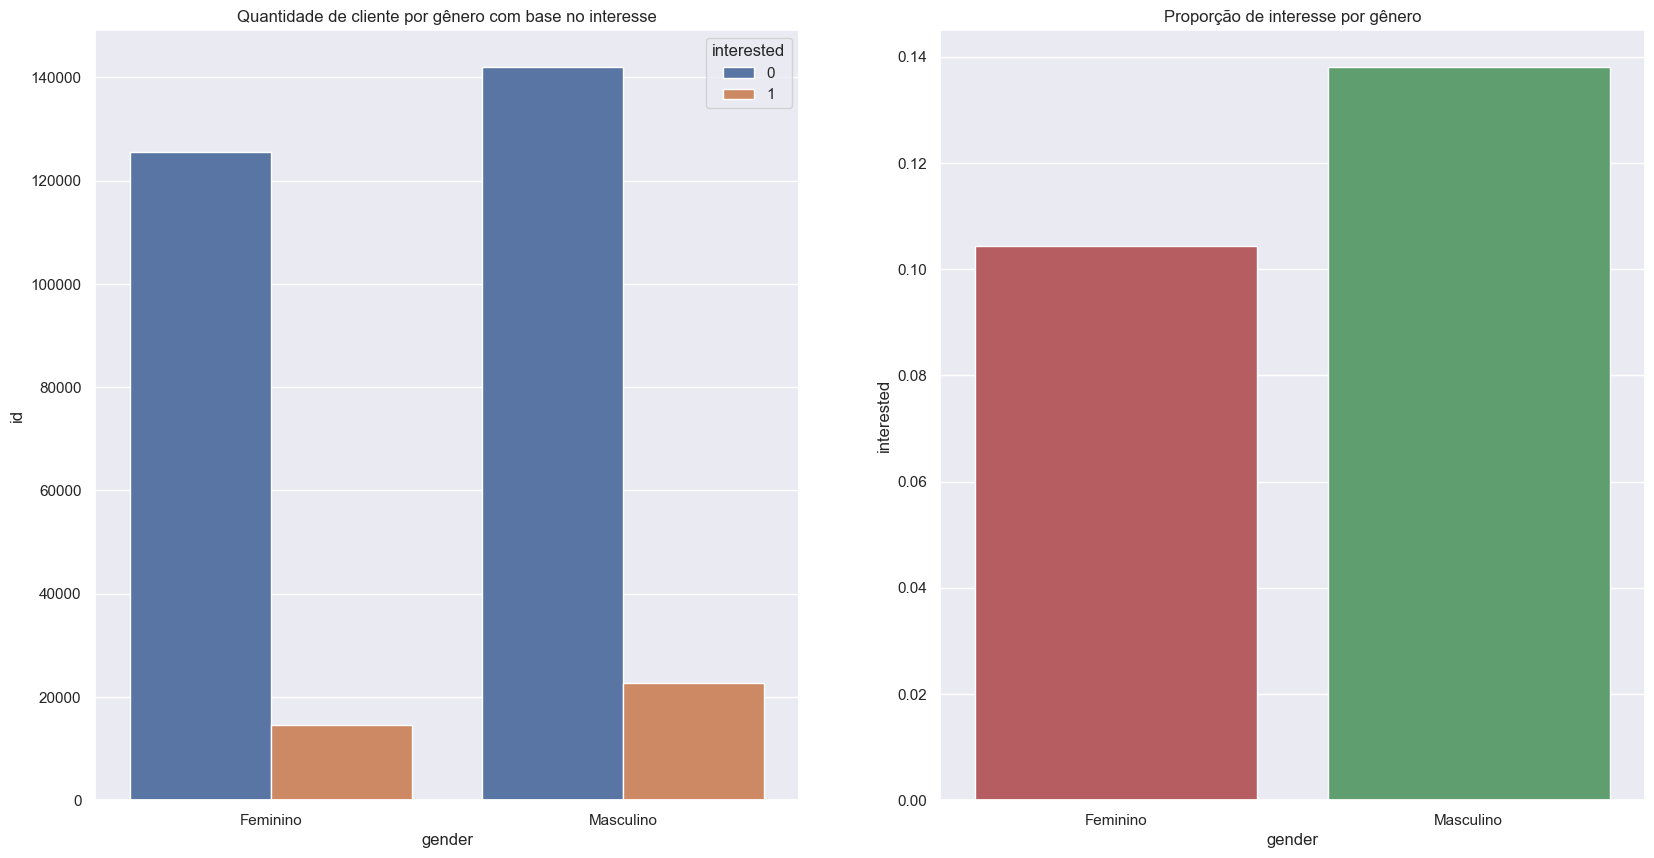 Quantidade de cliente por gênero com base no interesse
interested
0
1
140000
120000
100000
80000
60000
40000
20000
0
id
Feminino
Masculino
gender
Proporção de interesse por gênero
0.14
0.12
0.10
0.08
0.06
0.04
0.02
0.00
interested
Feminino
Masculino
gender